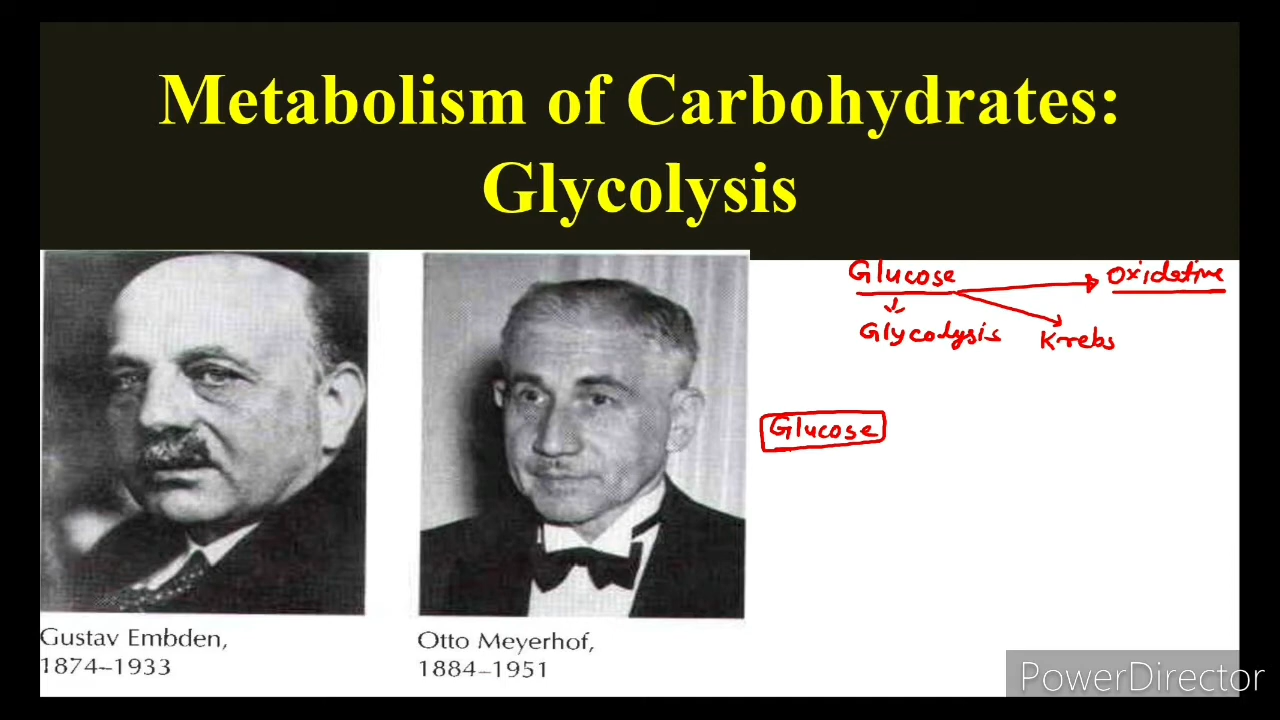 Metabolism of Carbohydrates:
Glycolysis
Glucose
Oxidative
Glycolysis
Krebs
Glucose
Gustav Embden,
1874–1933
Otto Meyerhof,
1884–1951
PowerDirector